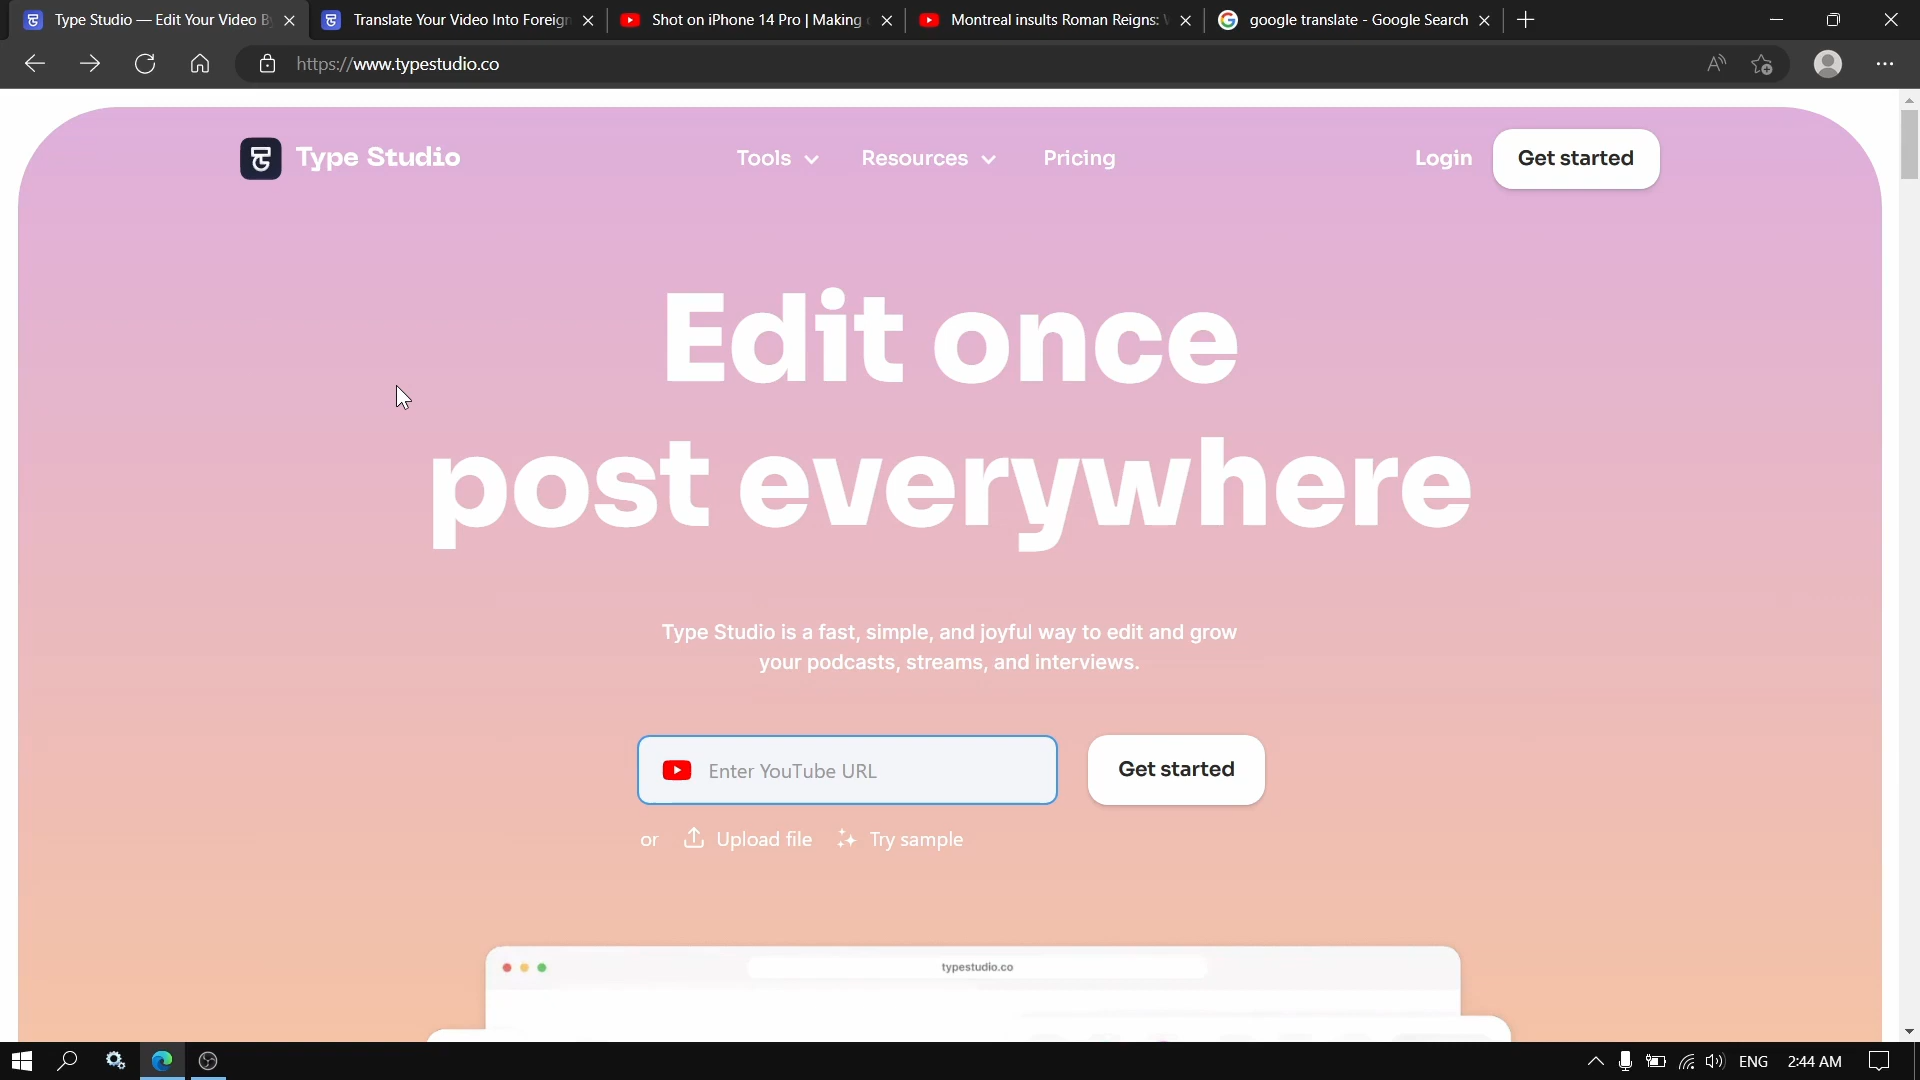 Type Studio — Edit Your Video B
Translate Your Video Into Foreign
Shot on iPhone 14 Pro | Making
Montreal insults Roman Reigns:
google translate - Google Search
https://www.typestudio.co
Type Studio
Tools
Resources
Pricing
Login
Get started
Edit once
post everywhere
Type Studio is a fast, simple, and joyful way to edit and grow
your podcasts, streams, and interviews.
Enter YouTube URL
Get started
or
Upload file
Try sample
typestudio.co
ENG
2:44 AM